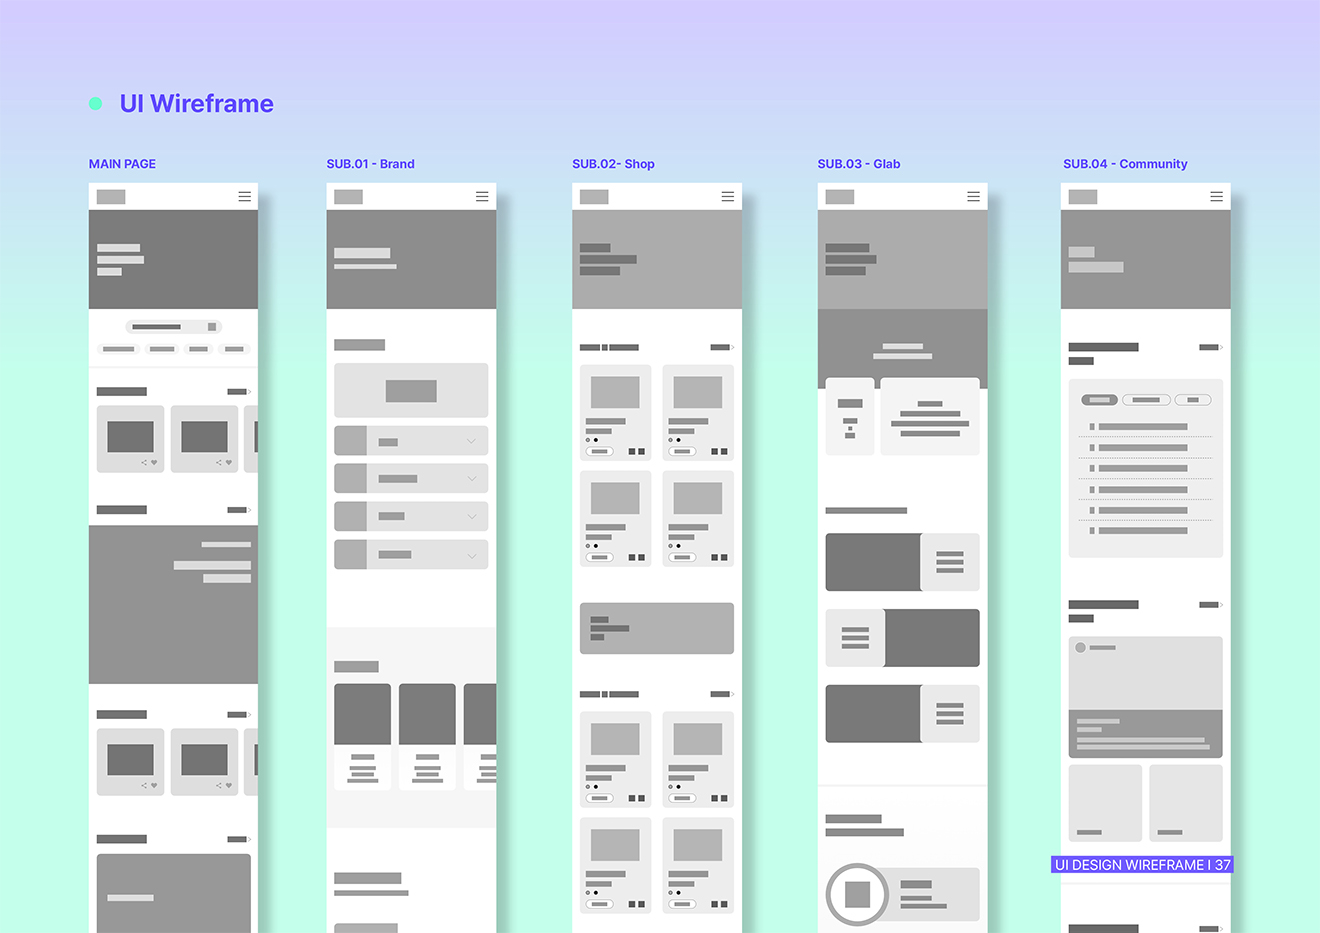 UI Wireframe
MAIN PAGE
SUB.01 - Brand
SUB.02- Shop
SUB.03 - Glab
SUB.04 - Community
UI DESIGN WIREFRAME I 37